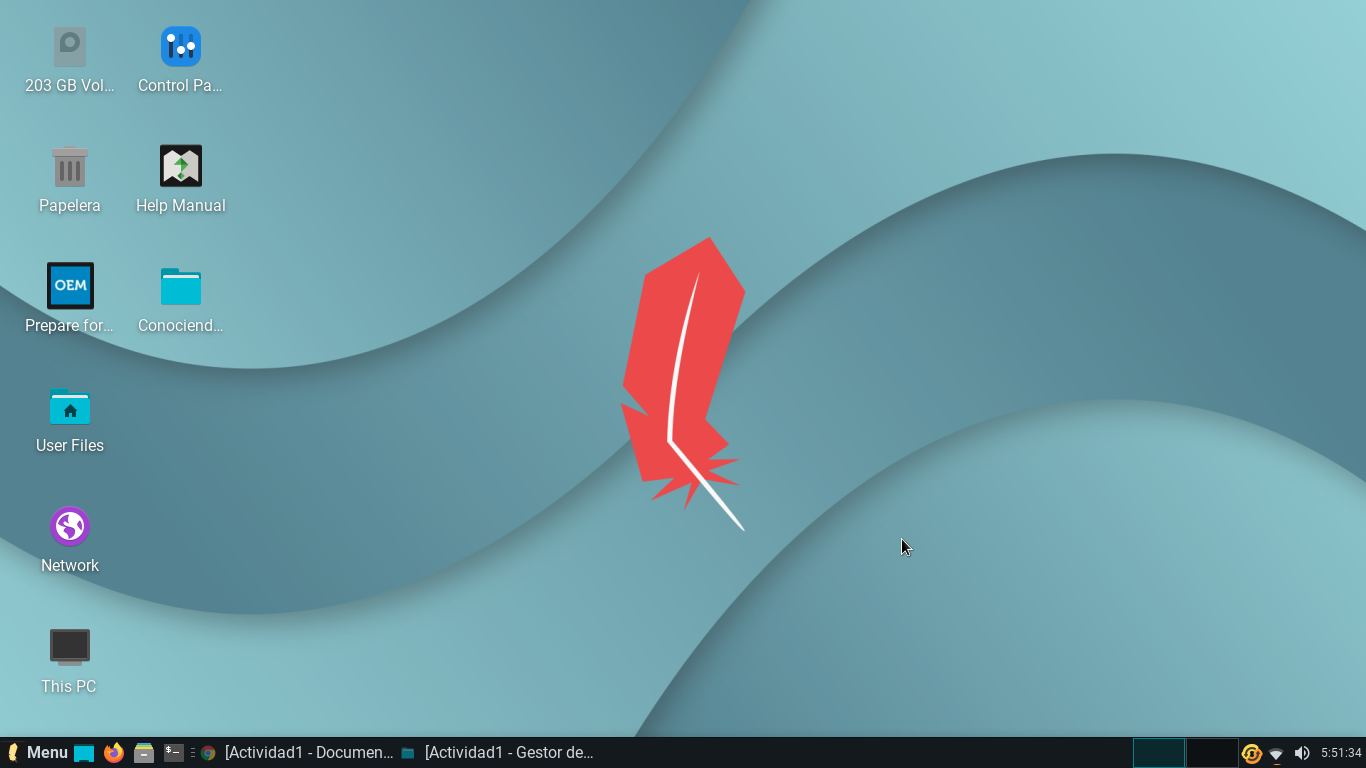 203 GB Vol...
Control Pa...
Papelera
Help Manual
OEM
Prepare for...
Conociend...
User Files
Network
This PC
Menu
$-
[Actividad1 - Documen...
[Actividad1 - Gestor de...
5:51:34